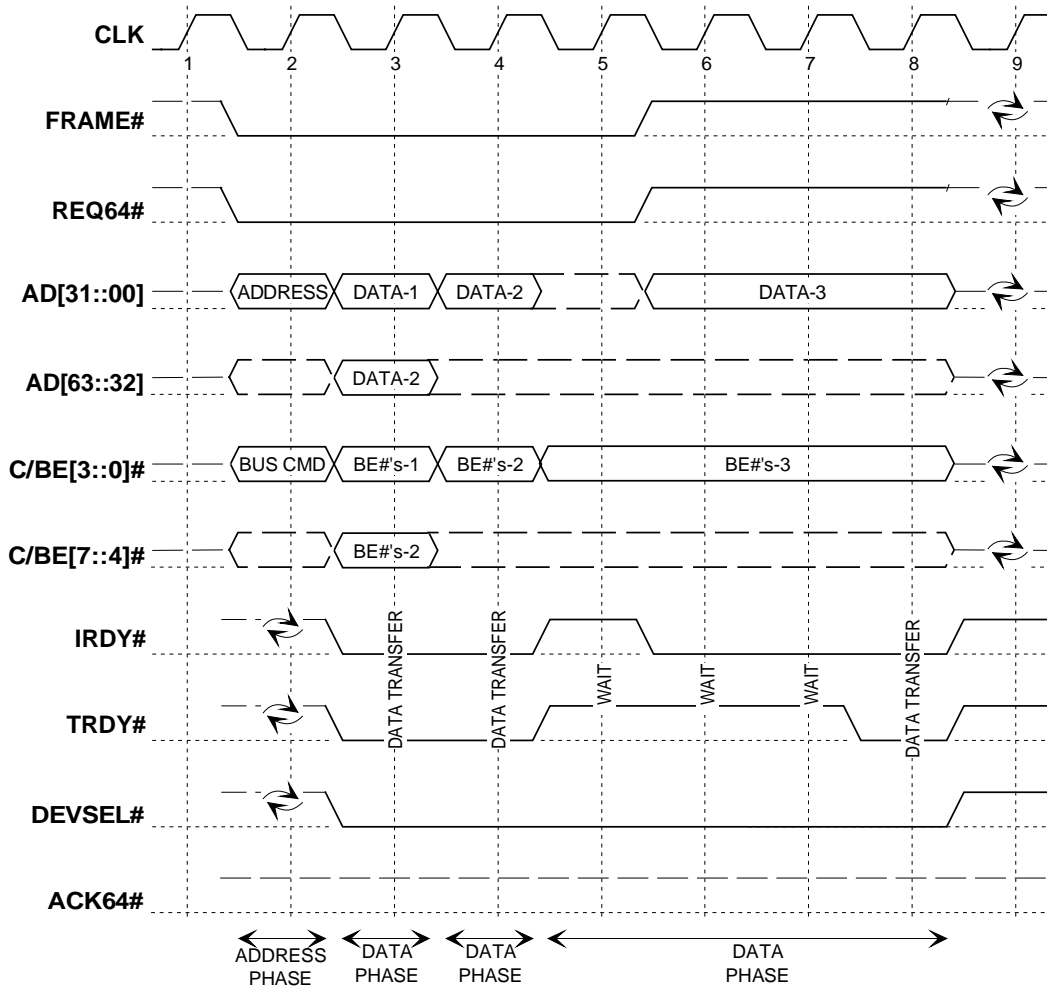 CLK
1 2 3 4 5 6 7 8 9
FRAME#
REQ64#
AD[31::00] ADDRESS DATA-1 DATA-2 DATA-3
AD[63::32] DATA-2
C/BE[3::0]# BUS CMD BE#'s-1 BE#'s-2 BE#'s-3
C/BE[7::4]# BE#'s-2
IRDY#
TRDY#
DATA TRANSFER
DATA TRANSFER
WAIT
WAIT
WAIT
DATA TRANSFER
DEVSEL#
ACK64#
ADDRESS
PHASE
DATA
PHASE
DATA
PHASE
DATA
PHASE